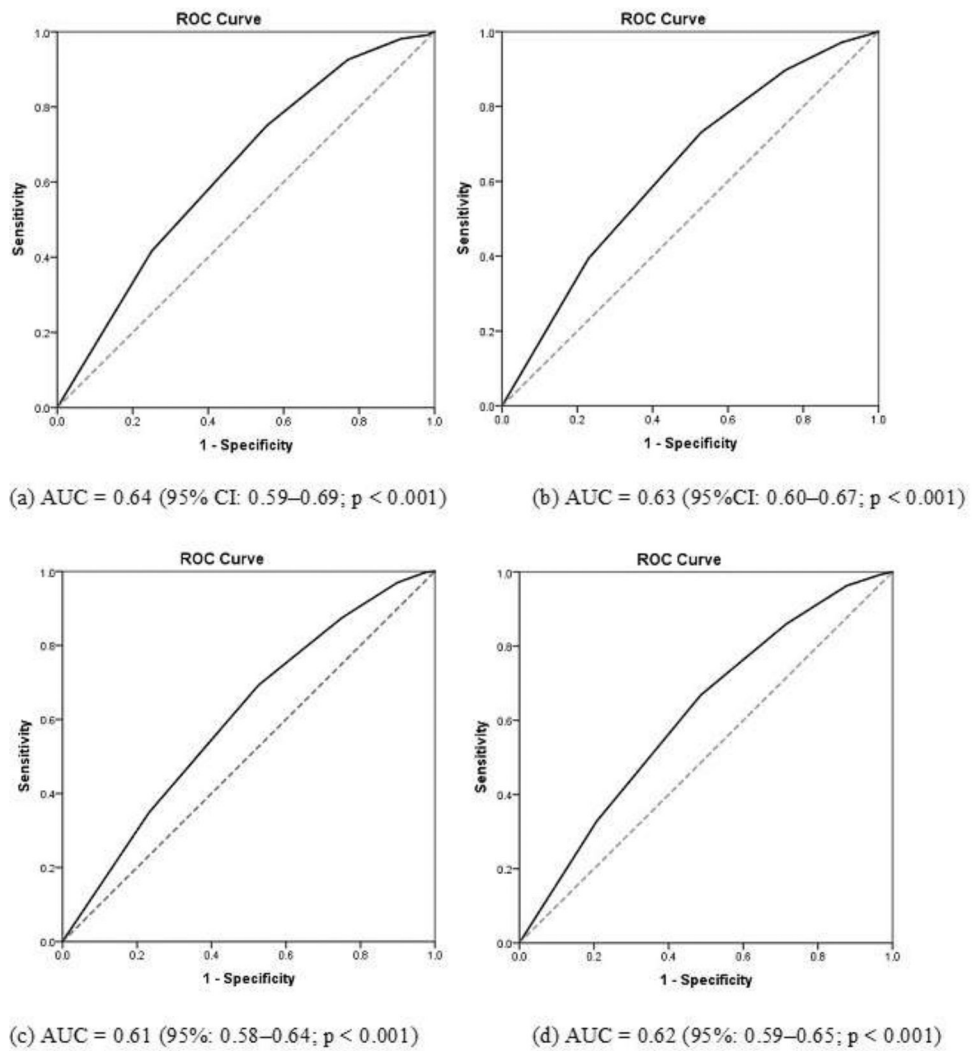 ROC Curve
1.0
0.8
0.6
0.4
0.2
0.0
Sensitivity
0.0 0.2 0.4 0.6 0.8 1.0
1 - Specificity
(a) AUC = 0.64 (95% CI: 0.59–0.69; p < 0.001)
ROC Curve
1.0
0.8
0.6
0.4
0.2
0.0
Sensitivity
0.0 0.2 0.4 0.6 0.8 1.0
1 - Specificity
(b) AUC = 0.63 (95%CI: 0.60–0.67; p < 0.001)
ROC Curve
1.0
0.8
0.6
0.4
0.2
0.0
Sensitivity
0.0 0.2 0.4 0.6 0.8 1.0
1 - Specificity
(c) AUC = 0.61 (95%: 0.58–0.64; p < 0.001)
ROC Curve
1.0
0.8
0.6
0.4
0.2
0.0
Sensitivity
0.0 0.2 0.4 0.6 0.8 1.0
1 - Specificity
(d) AUC = 0.62 (95%: 0.59–0.65; p < 0.001)